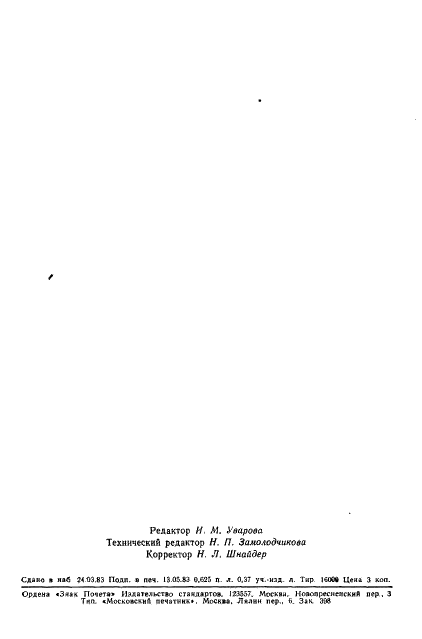 Редактор И. М. Уварова
Технический редактор Н. П. Замолодчикова
Корректор Н. Л. Шнайдер
Сдано в наб 24.03.83 Подп. в печ. 13.05.83 0,625 п. л. 0,37 уч.-изд. л. Тир. 16000 Цена 3 коп.
Ордена «Знак Почета» Издательство стандартов, 123557, Москва, Новопресненский пер., 3
Тип. «Московский печатник». Москва, Лялин пер., 6. Зак. 398